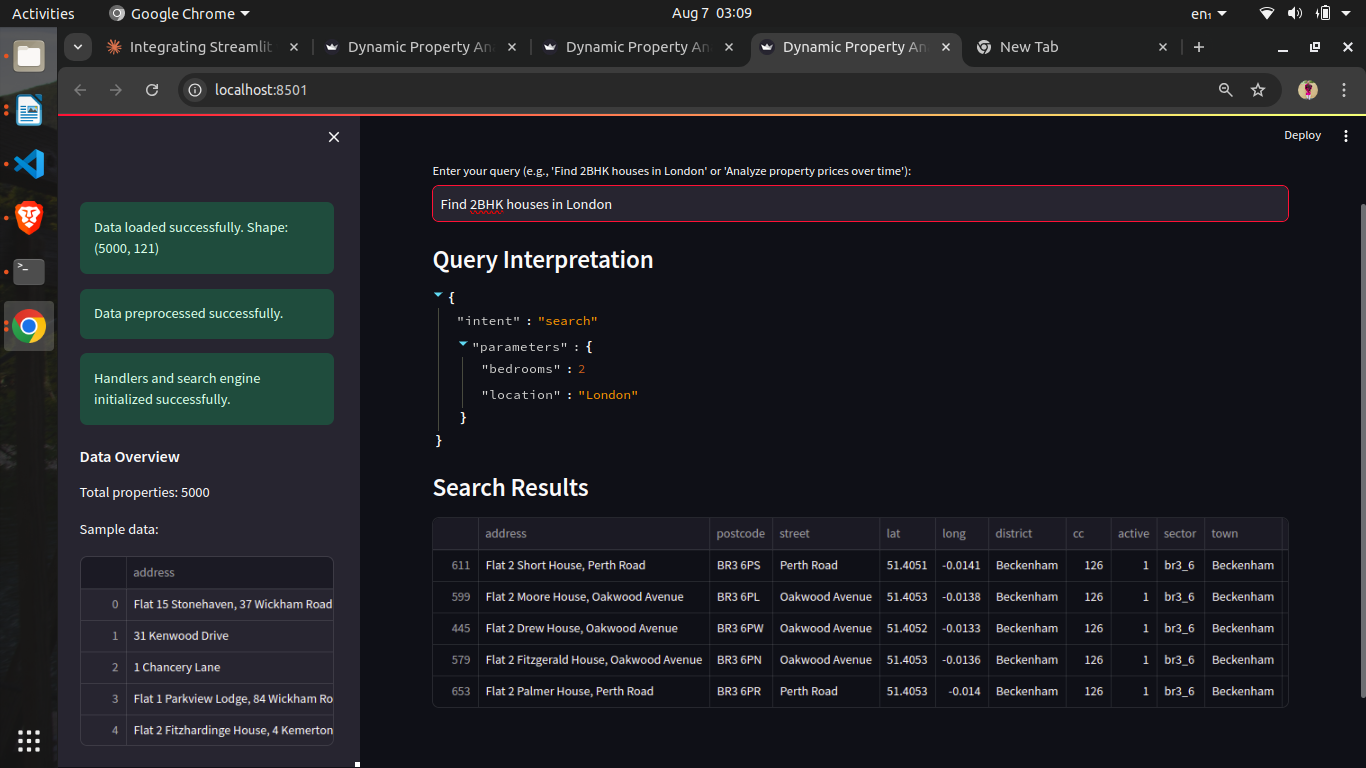 Activities Google Chrome Aug 7 03:09 en₁
Integrating Streamlit Dynamic Property An Dynamic Property An Dynamic Property An New Tab
localhost:8501
Deploy
Data loaded successfully. Shape:
(5000, 121)
Data preprocessed successfully.
Handlers and search engine
initialized successfully.
Data Overview
Total properties: 5000
Sample data:
address
0 Flat 15 Stonehaven, 37 Wickham Road
1 31 Kenwood Drive
2 1 Chancery Lane
3 Flat 1 Parkview Lodge, 84 Wickham Ro
4 Flat 2 Fitzhardinge House, 4 Kemerton
Enter your query (e.g., 'Find 2BHK houses in London' or 'Analyze property prices over time'):
Find 2BHK houses in London
Query Interpretation
{
"intent" : "search"
"parameters" : {
"bedrooms" : 2
"location" : "London"
}
}
Search Results
address postcode street lat long district cc active sector town
611 Flat 2 Short House, Perth Road BR3 6PS Perth Road 51.4051 -0.0141 Beckenham 126 1 br3_6 Beckenham
599 Flat 2 Moore House, Oakwood Avenue BR3 6PL Oakwood Avenue 51.4053 -0.0138 Beckenham 126 1 br3_6 Beckenham
445 Flat 2 Drew House, Oakwood Avenue BR3 6PW Oakwood Avenue 51.4052 -0.0133 Beckenham 126 1 br3_6 Beckenham
579 Flat 2 Fitzgerald House, Oakwood Avenue BR3 6PN Oakwood Avenue 51.4053 -0.0136 Beckenham 126 1 br3_6 Beckenham
653 Flat 2 Palmer House, Perth Road BR3 6PR Perth Road 51.4053 -0.014 Beckenham 126 1 br3_6 Beckenham